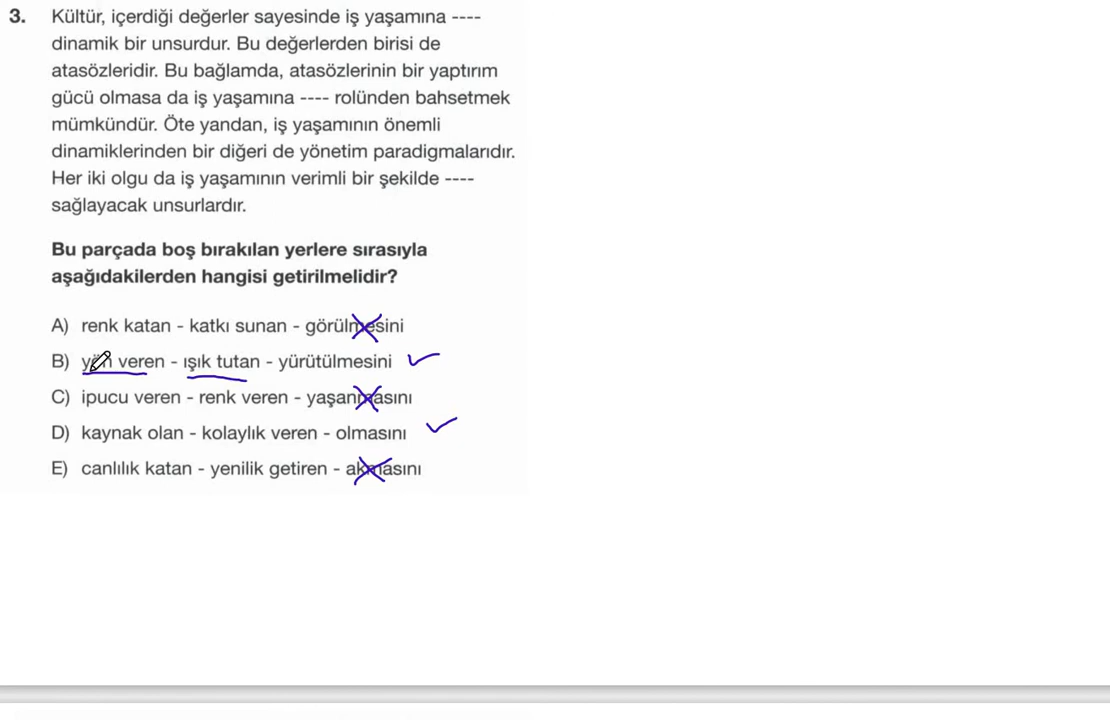 3. Kültür, içerdiği değerler sayesinde iş yaşamına ----
dinamik bir unsurdur. Bu değerlerden birisi de
atasözleridir. Bu bağlamda, atasözlerinin bir yaptırım
gücü olmasa da iş yaşamına ---- rolünden bahsetmek
mümkündür. Öte yandan, iş yaşamının önemli
dinamiklerinden bir diğeri de yönetim paradigmalarıdır.
Her iki olgu da iş yaşamının verimli bir şekilde ----
sağlayacak unsurlardır.
Bu parçada boş bırakılan yerlere sırasıyla
aşağıdakilerden hangisi getirilmelidir?
A) renk katan - katkı sunan - görülmesini
B) yön veren - ışık tutan - yürütülmesini
C) ipucu veren - renk veren - yaşanmasını
D) kaynak olan - kolaylık veren - olmasını
E) canlılık katan - yenilik getiren - akmasını